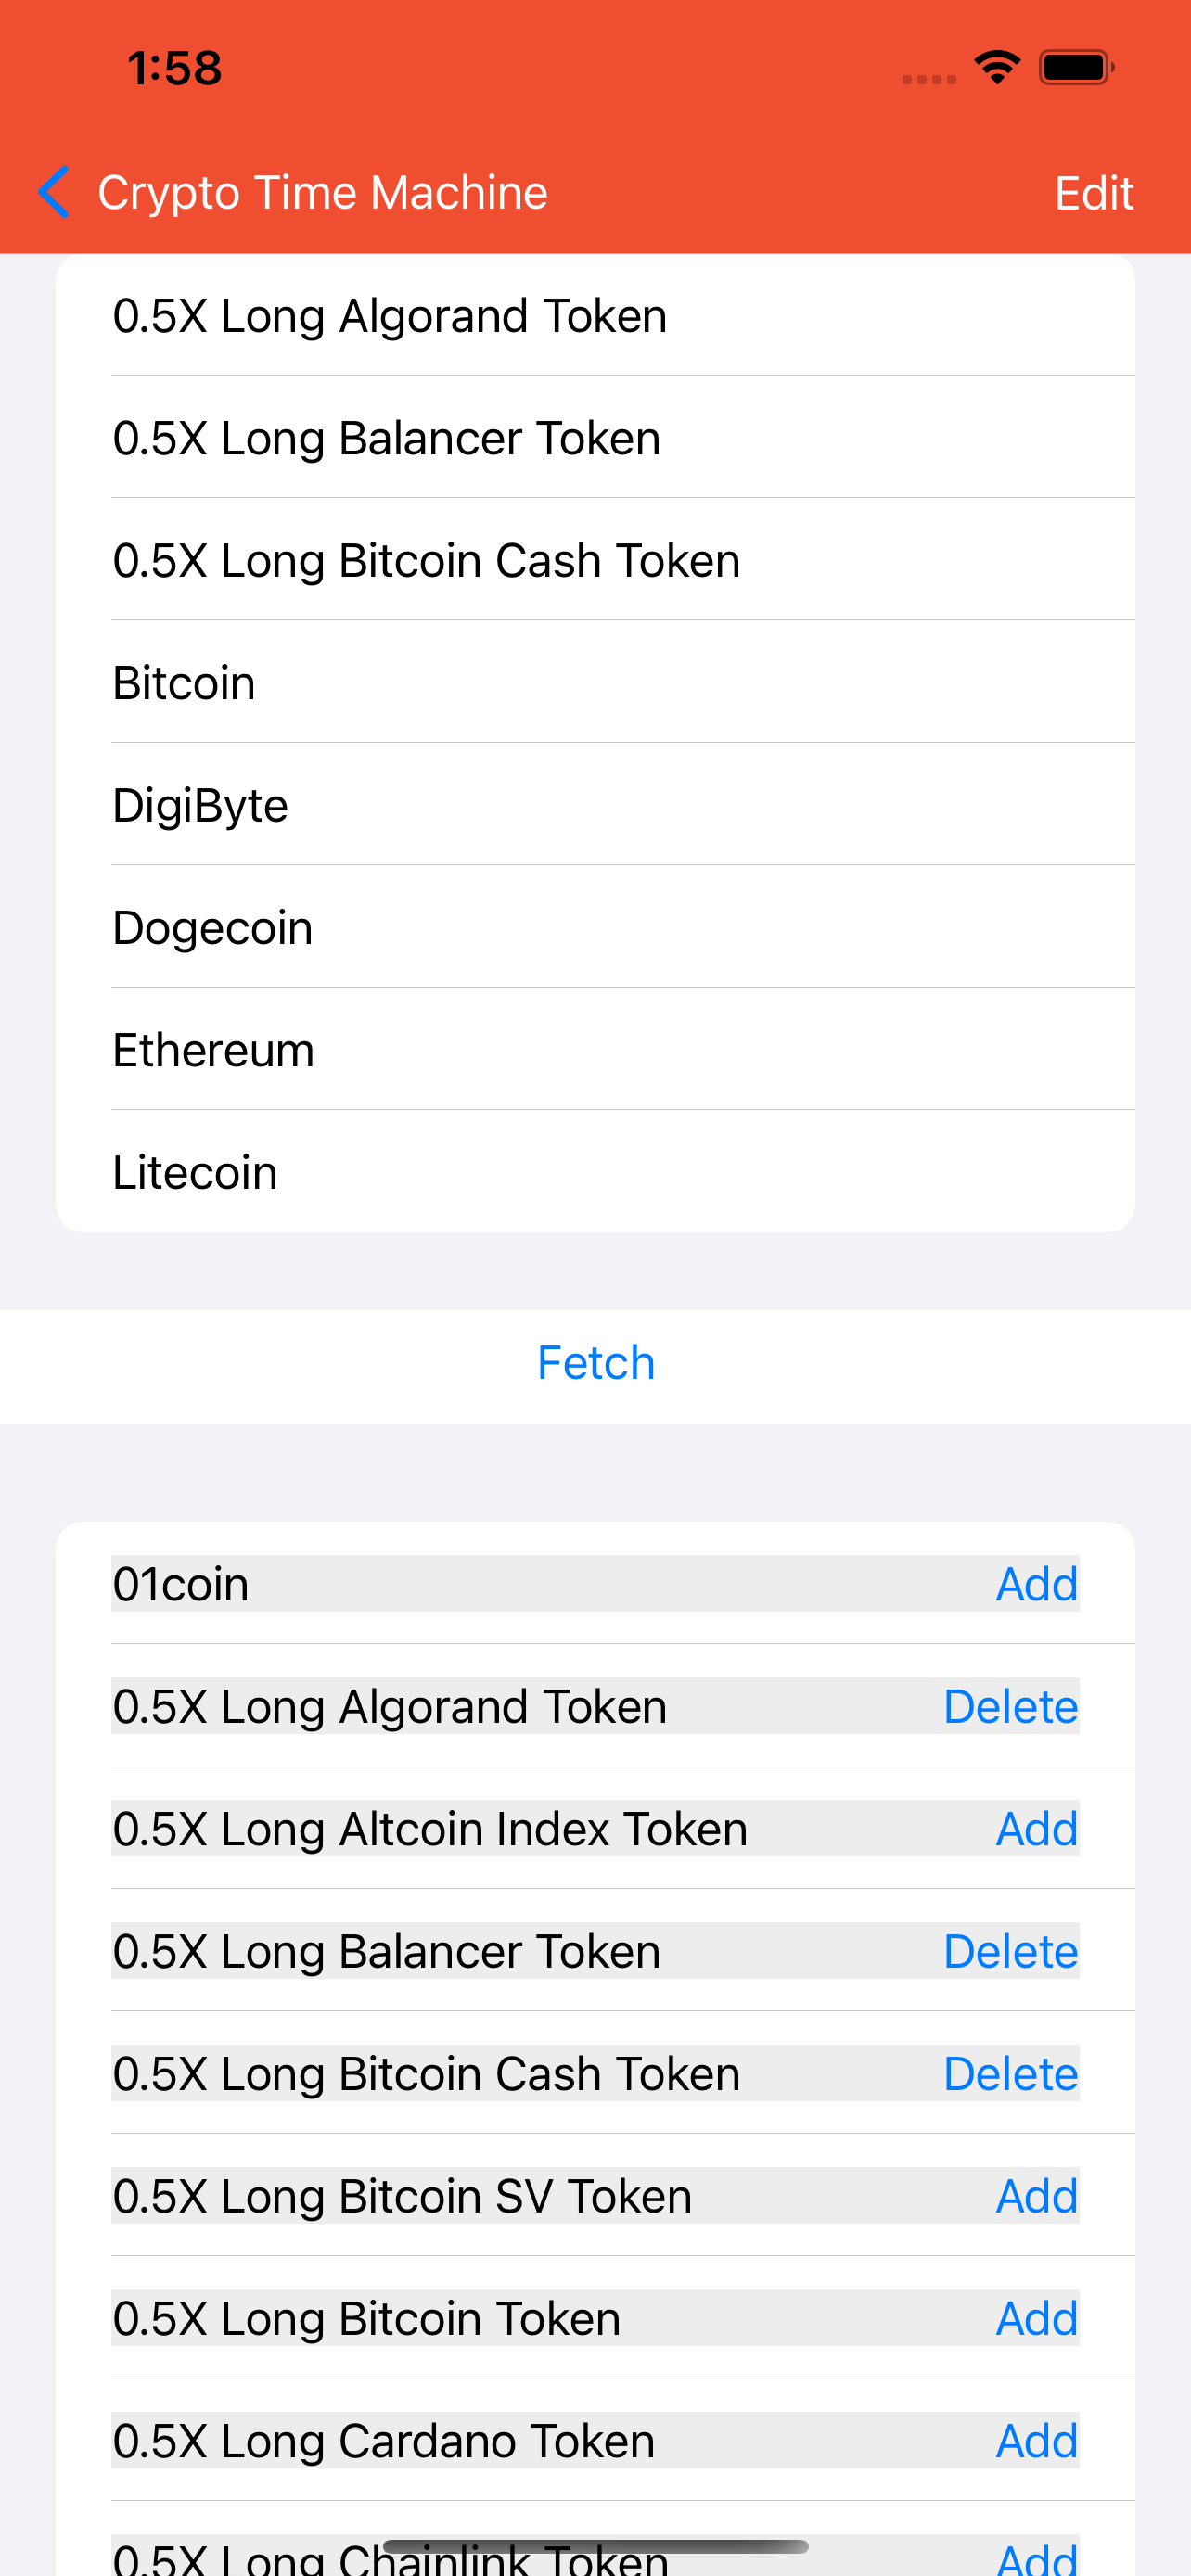 1:58
Crypto Time Machine Edit
0.5X Long Algorand Token
0.5X Long Balancer Token
0.5X Long Bitcoin Cash Token
Bitcoin
DigiByte
Dogecoin
Ethereum
Litecoin
Fetch
01coin Add
0.5X Long Algorand Token Delete
0.5X Long Altcoin Index Token Add
0.5X Long Balancer Token Delete
0.5X Long Bitcoin Cash Token Delete
0.5X Long Bitcoin SV Token Add
0.5X Long Bitcoin Token Add
0.5X Long Cardano Token Add
0.5X Long Chainlink Token Add